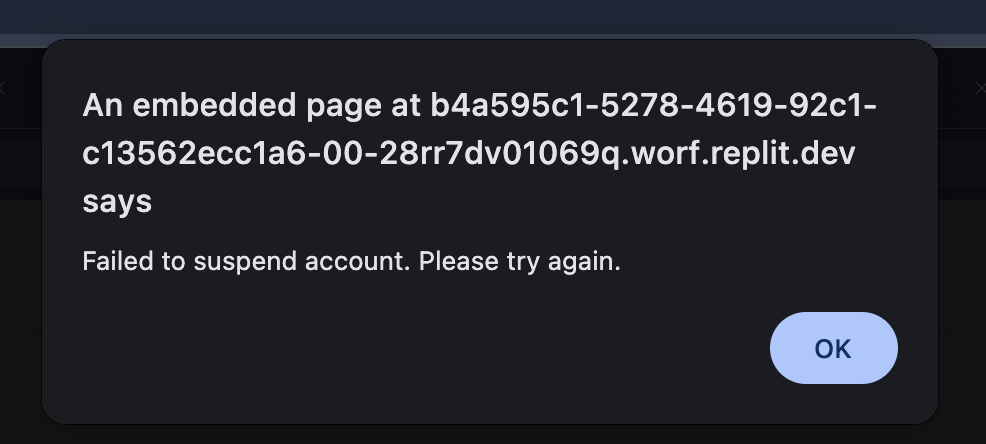 An embedded page at b4a595c1-5278-4619-92c1-
c13562ecc1a6-00-28rr7dv01069q.worf.replit.dev
says
Failed to suspend account. Please try again.
OK